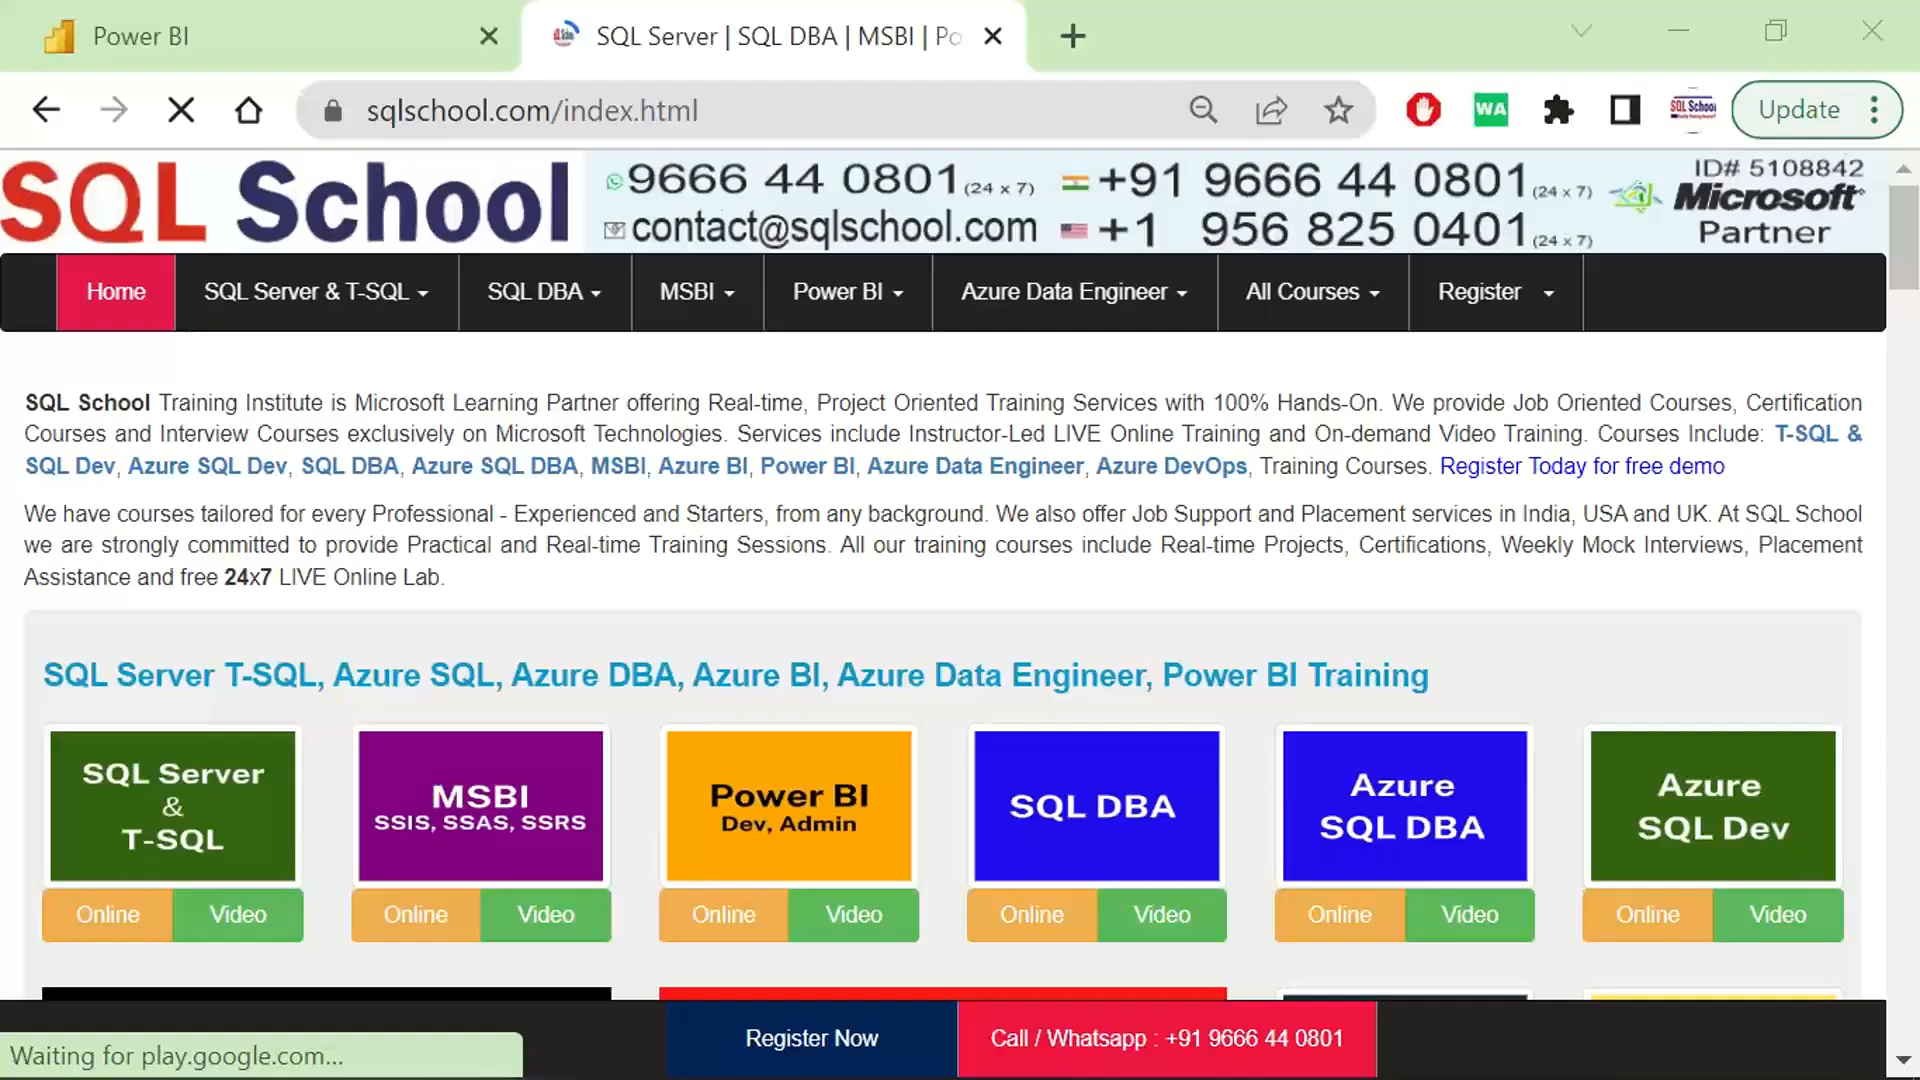 Power BI
SQL Server | SQL DBA | MSBI | Po
sqlschool.com/index.html
WA
SQL School
Update
SQL School
9666 44 0801 (24 x 7)
+91 9666 44 0801 (24 x 7)
ID# 5108842
Microsoft
Partner
contact@sqlschool.com
+1 956 825 0401 (24 x 7)
Home
SQL Server & T-SQL
SQL DBA
MSBI
Power BI
Azure Data Engineer
All Courses
Register
SQL School Training Institute is Microsoft Learning Partner offering Real-time, Project Oriented Training Services with 100% Hands-On. We provide Job Oriented Courses, Certification
Courses and Interview Courses exclusively on Microsoft Technologies. Services include Instructor-Led LIVE Online Training and On-demand Video Training. Courses Include: T-SQL &
SQL Dev, Azure SQL Dev, SQL DBA, Azure SQL DBA, MSBI, Azure BI, Power BI, Azure Data Engineer, Azure DevOps, Training Courses. Register Today for free demo
We have courses tailored for every Professional - Experienced and Starters, from any background. We also offer Job Support and Placement services in India, USA and UK. At SQL School
we are strongly committed to provide Practical and Real-time Training Sessions. All our training courses include Real-time Projects, Certifications, Weekly Mock Interviews, Placement
Assistance and free 24x7 LIVE Online Lab.
SQL Server T-SQL, Azure SQL, Azure DBA, Azure BI, Azure Data Engineer, Power BI Training
SQL Server
&
T-SQL
MSBI
SSIS, SSAS, SSRS
Power BI
Dev, Admin
SQL DBA
Azure
SQL DBA
Azure
SQL Dev
Online Video
Online Video
Online Video
Online Video
Online Video
Online Video
Register Now
Call / Whatsapp : +91 9666 44 0801
Waiting for play.google.com...